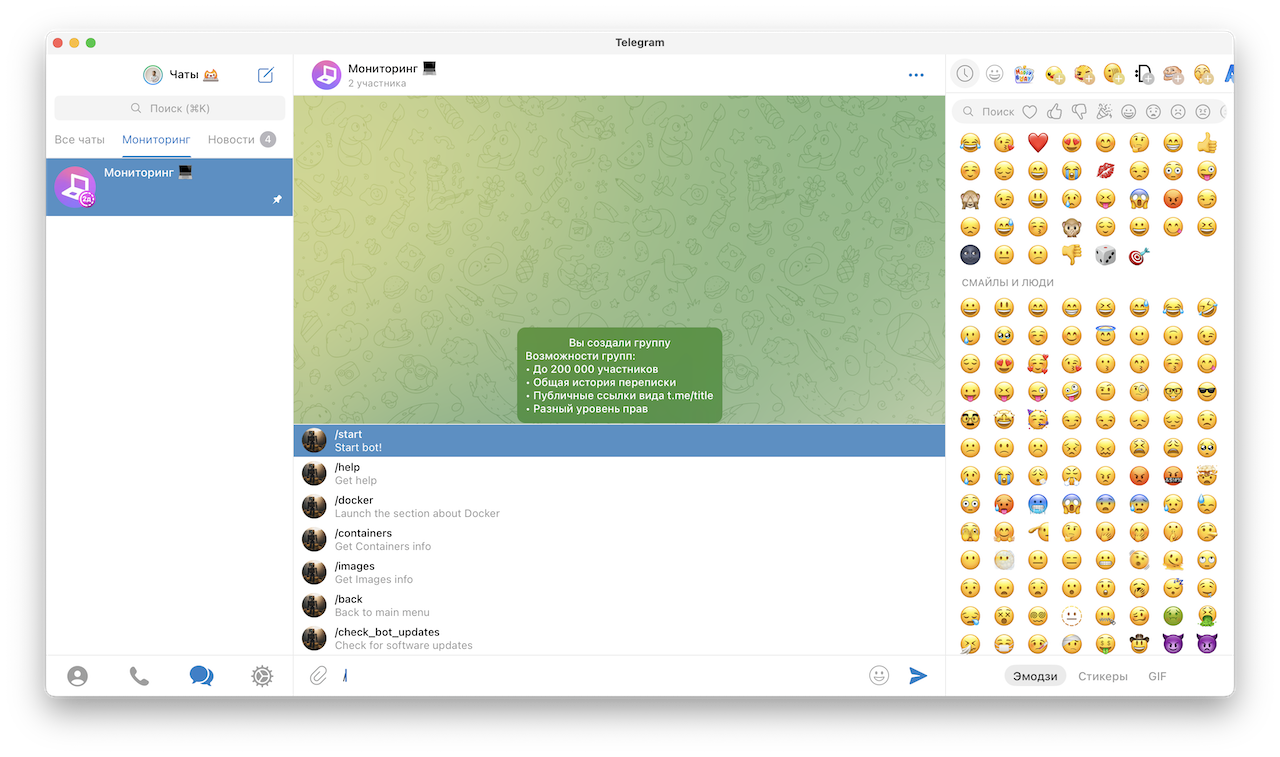 Telegram
Чаты
Поиск (⌘K)
Все чаты Мониторинг Новости 4
Мониторинг
Мониторинг
2 участника
Вы создали группу
Возможности групп:
• До 200 000 участников
• Общая история переписки
• Публичные ссылки вида t.me/title
• Разный уровень прав
/start
Start bot!
/help
Get help
/docker
Launch the section about Docker
/containers
Get Containers info
/images
Get Images info
/back
Back to main menu
/check_bot_updates
Check for software updates
/
Поиск
СМАЙЛЫ И ЛЮДИ
Эмодзи Стикеры GIF